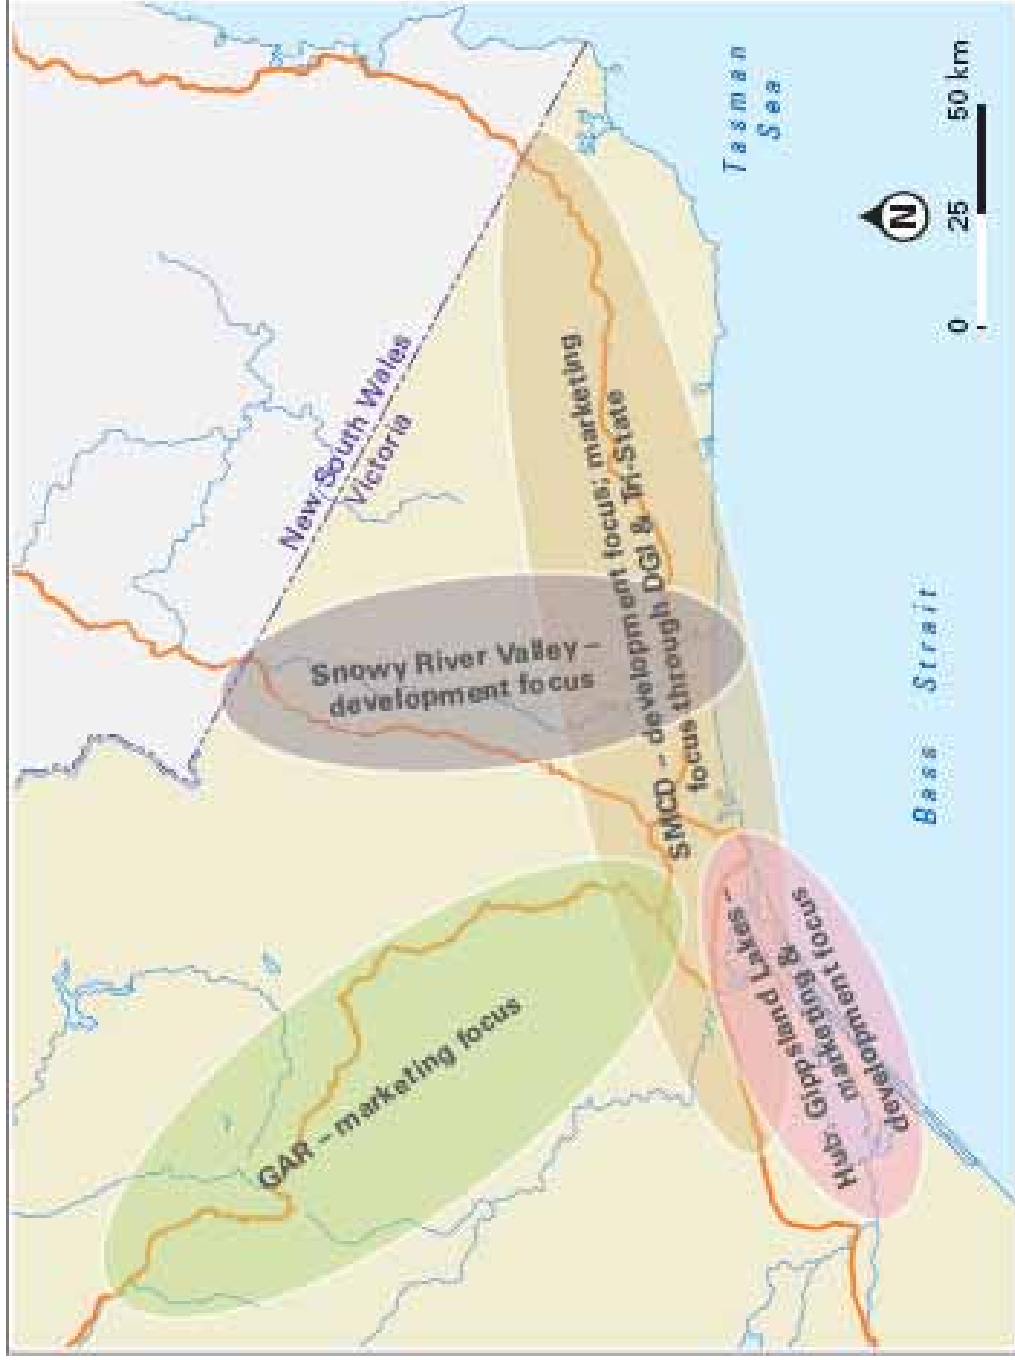 New South Wales
Victoria
Snowy River Valley –
development focus
GAR – marketing focus
SMCD – development focus; marketing
focus through DGI & Tri-State
Hub: Gippsland Lakes –
marketing &
development focus
Tasman
Sea
Bass Strait
N
0 25 50 km